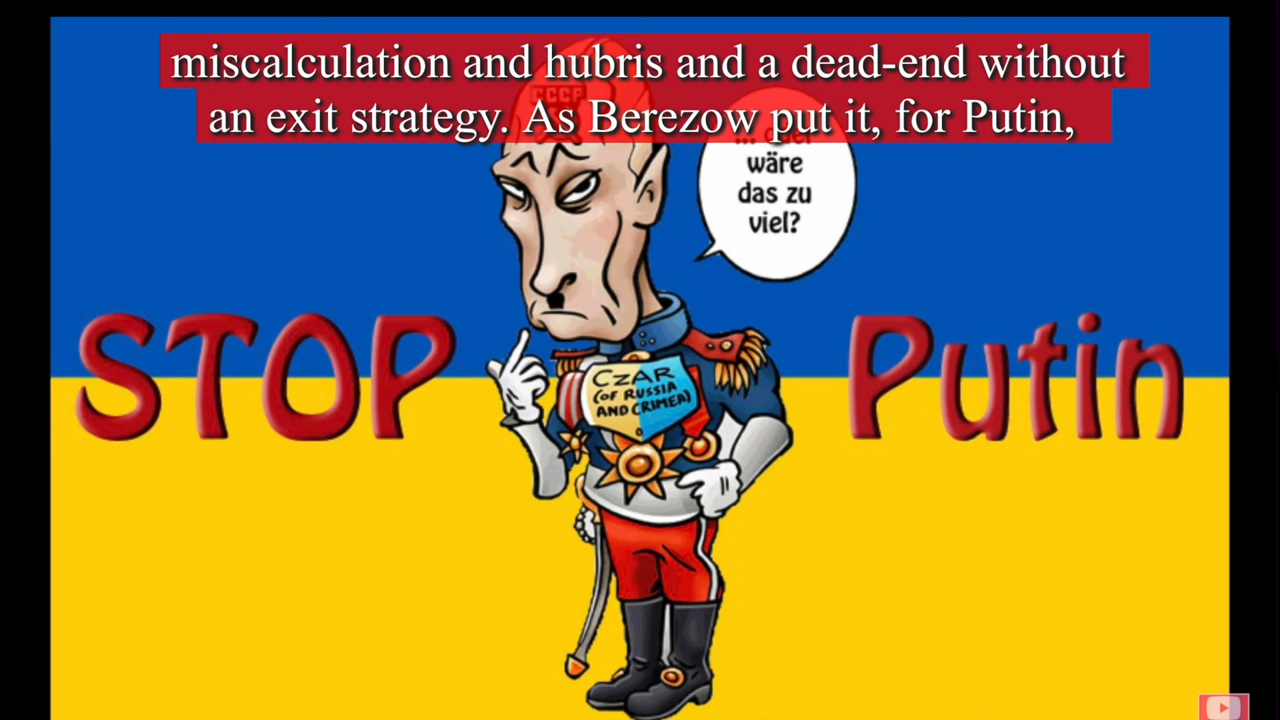 miscalculation and hubris and a dead-end without
an exit strategy. As Berezow put it, for Putin,
CCCP
wäre
das zu
viel?
STOP
Putin
CZAR
(OF RUSSIA
AND CRIMEA)